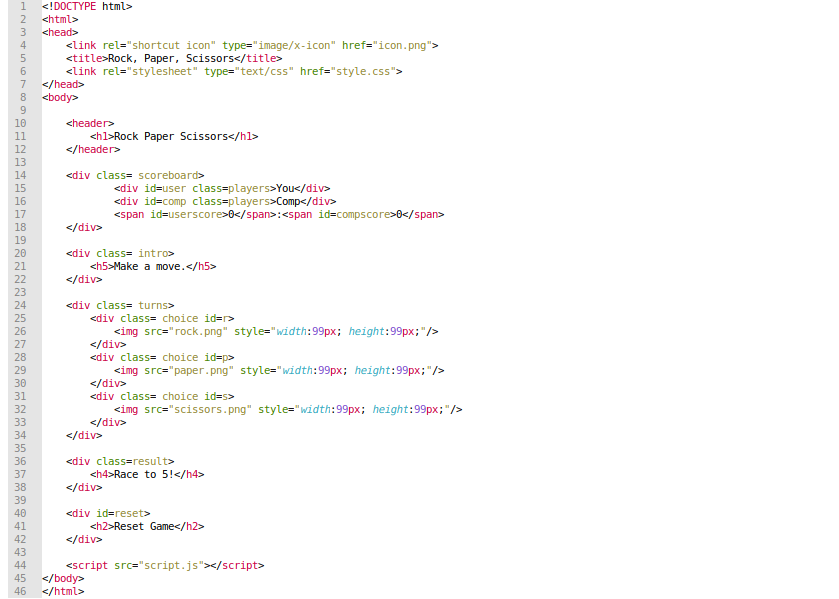 1 <!DOCTYPE html>
2 <html>
3 <head>
4     <link rel="shortcut icon" type="image/x-icon" href="icon.png">
5     <title>Rock, Paper, Scissors</title>
6     <link rel="stylesheet" type="text/css" href="style.css">
7 </head>
8 <body>
9
10     <header>
11         <h1>Rock Paper Scissors</h1>
12     </header>
13
14     <div class= scoreboard>
15             <div id=user class=players>You</div>
16             <div id=comp class=players>Comp</div>
17             <span id=userscore>0</span>:<span id=compscore>0</span>
18     </div>
19
20     <div class= intro>
21         <h5>Make a move.</h5>
22     </div>
23
24     <div class= turns>
25         <div class= choice id=r>
26             <img src="rock.png" style="width:99px; height:99px;"/>
27         </div>
28         <div class= choice id=p>
29             <img src="paper.png" style="width:99px; height:99px;"/>
30         </div>
31         <div class= choice id=s>
32             <img src="scissors.png" style="width:99px; height:99px;"/>
33         </div>
34     </div>
35
36     <div class=result>
37         <h4>Race to 5!</h4>
38     </div>
39
40     <div id=reset>
41         <h2>Reset Game</h2>
42     </div>
43
44     <script src="script.js"></script>
45 </body>
46 </html>